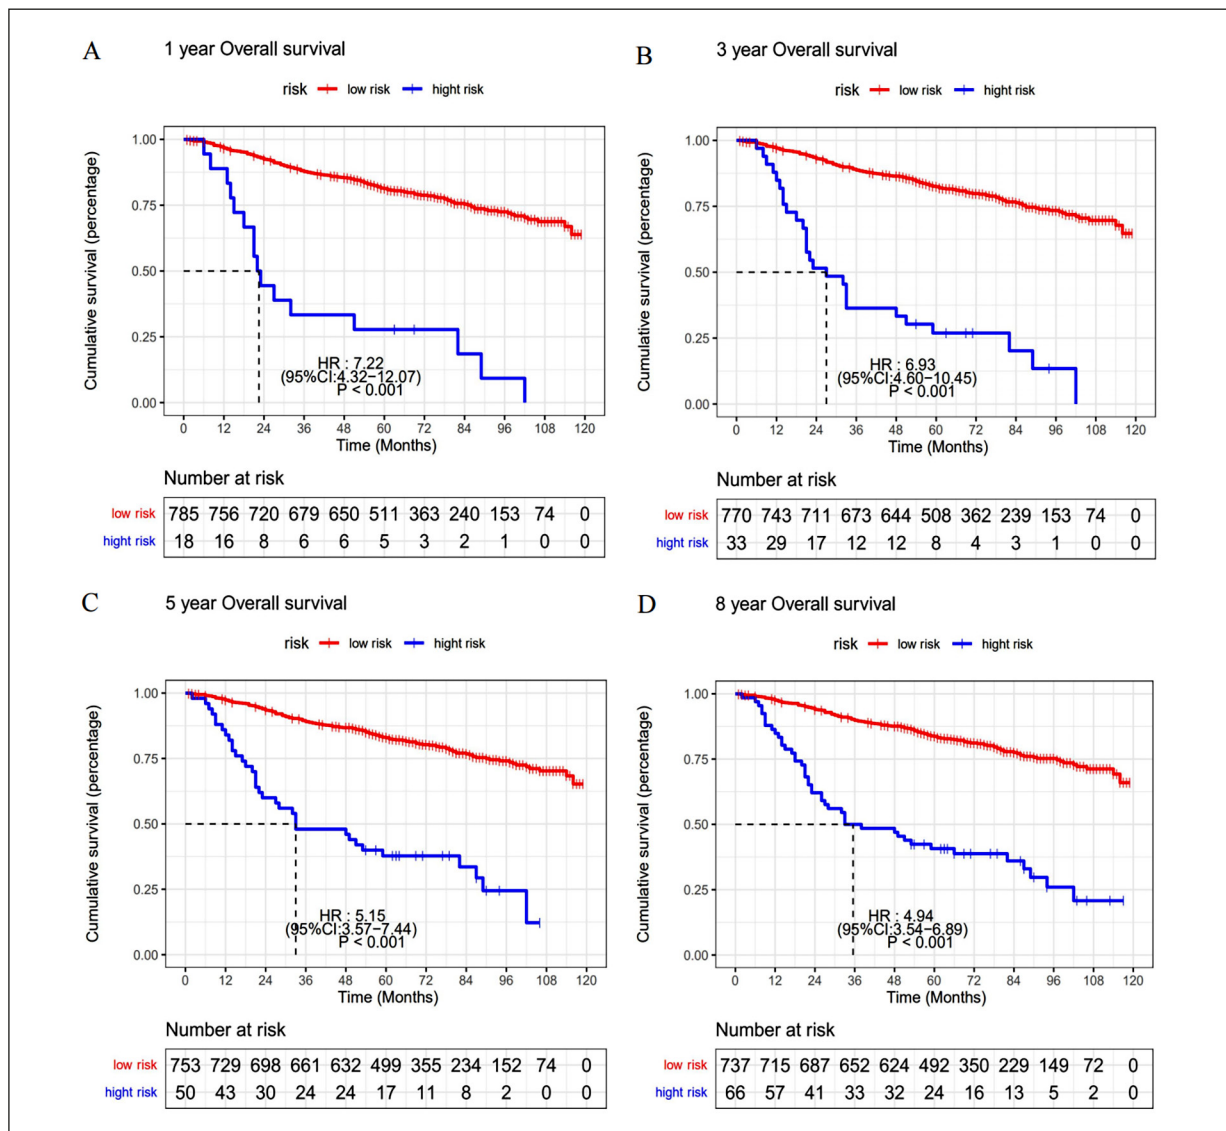 A 1 year Overall survival
risk low risk hight risk
Cumulative survival (percentage)
1.00
0.75
0.50
0.25
0.00
HR : 7.22
(95%CI:4.32−12.07)
P < 0.001
0 12 24 36 48 60 72 84 96 108 120
Time (Months)
Number at risk
low risk 785 756 720 679 650 511 363 240 153 74 0
hight risk 18 16 8 6 6 5 3 2 1 0 0
B 3 year Overall survival
risk low risk hight risk
Cumulative survival (percentage)
1.00
0.75
0.50
0.25
0.00
HR : 6.93
(95%CI:4.60−10.45)
P < 0.001
0 12 24 36 48 60 72 84 96 108 120
Time (Months)
Number at risk
low risk 770 743 711 673 644 508 362 239 153 74 0
hight risk 33 29 17 12 12 8 4 3 1 0 0
C 5 year Overall survival
risk low risk hight risk
Cumulative survival (percentage)
1.00
0.75
0.50
0.25
0.00
HR : 5.15
(95%CI:3.57−7.44)
P < 0.001
0 12 24 36 48 60 72 84 96 108 120
Time (Months)
Number at risk
low risk 753 729 698 661 632 499 355 234 152 74 0
hight risk 50 43 30 24 24 17 11 8 2 0 0
D 8 year Overall survival
risk low risk hight risk
Cumulative survival (percentage)
1.00
0.75
0.50
0.25
0.00
HR : 4.94
(95%CI:3.54−6.89)
P < 0.001
0 12 24 36 48 60 72 84 96 108 120
Time (Months)
Number at risk
low risk 737 715 687 652 624 492 350 229 149 72 0
hight risk 66 57 41 33 32 24 16 13 5 2 0